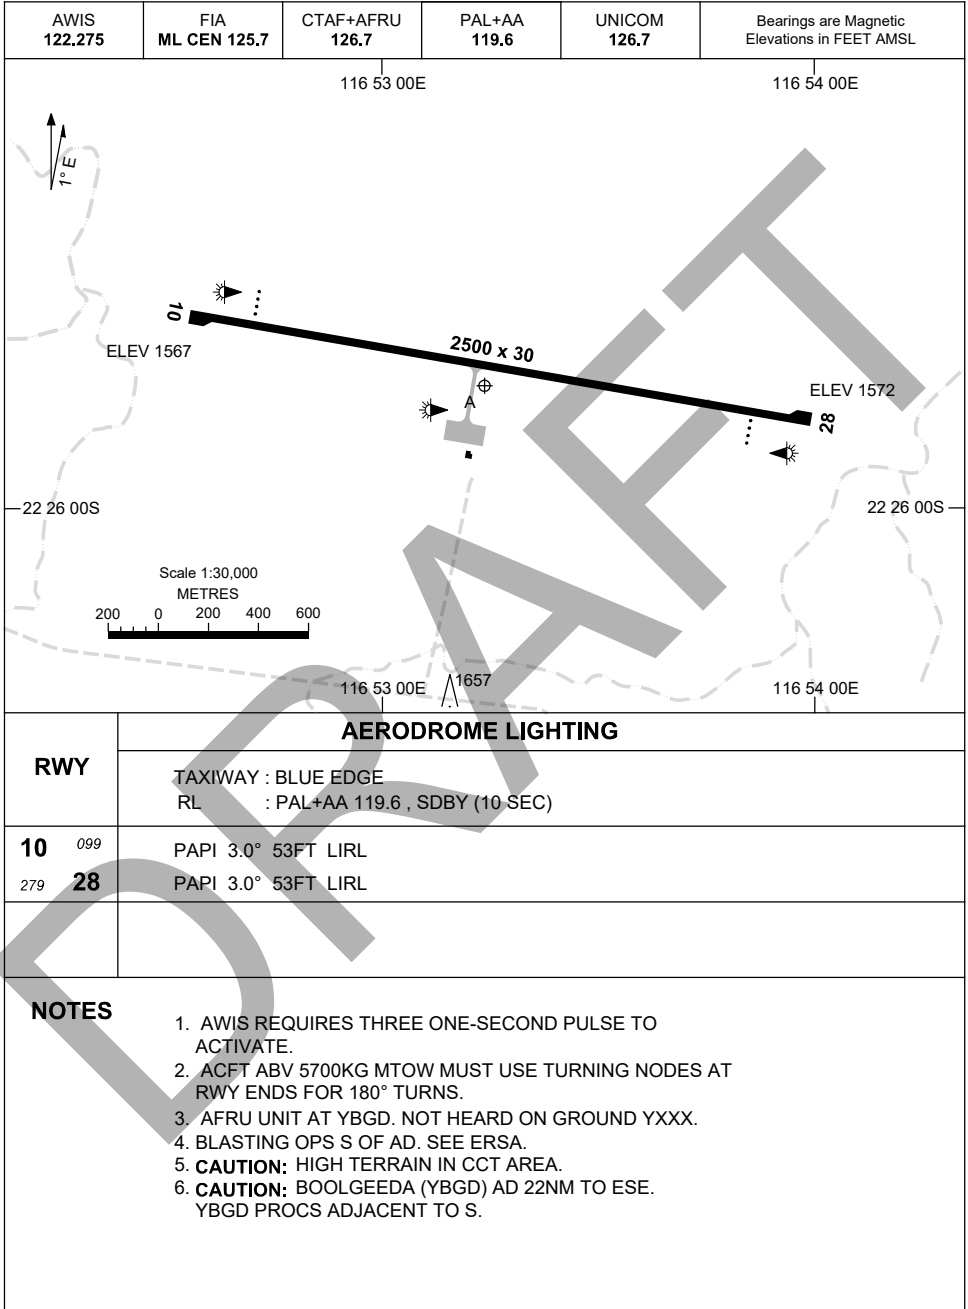 AWIS
122.275
FIA
ML CEN 125.7
CTAF+AFRU
126.7
PAL+AA
119.6
UNICOM
126.7
Bearings are Magnetic
Elevations in FEET AMSL
116 53 00E
116 54 00E
1° E
10
ELEV 1567
2500 x 30
A
ELEV 1572
28
22 26 00S
22 26 00S
Scale 1:30,000
METRES
200 0 200 400 600
116 53 00E
1657
116 54 00E
DRAFT
RWY
AERODROME LIGHTING
TAXIWAY : BLUE EDGE
RL : PAL+AA 119.6 , SDBY (10 SEC)
10 099 PAPI 3.0° 53FT LIRL
279 28 PAPI 3.0° 53FT LIRL
NOTES
1. AWIS REQUIRES THREE ONE-SECOND PULSE TO
ACTIVATE.
2. ACFT ABV 5700KG MTOW MUST USE TURNING NODES AT
RWY ENDS FOR 180° TURNS.
3. AFRU UNIT AT YBGD. NOT HEARD ON GROUND YXXX.
4. BLASTING OPS S OF AD. SEE ERSA.
5. CAUTION: HIGH TERRAIN IN CCT AREA.
6. CAUTION: BOOLGEEDA (YBGD) AD 22NM TO ESE.
YBGD PROCS ADJACENT TO S.